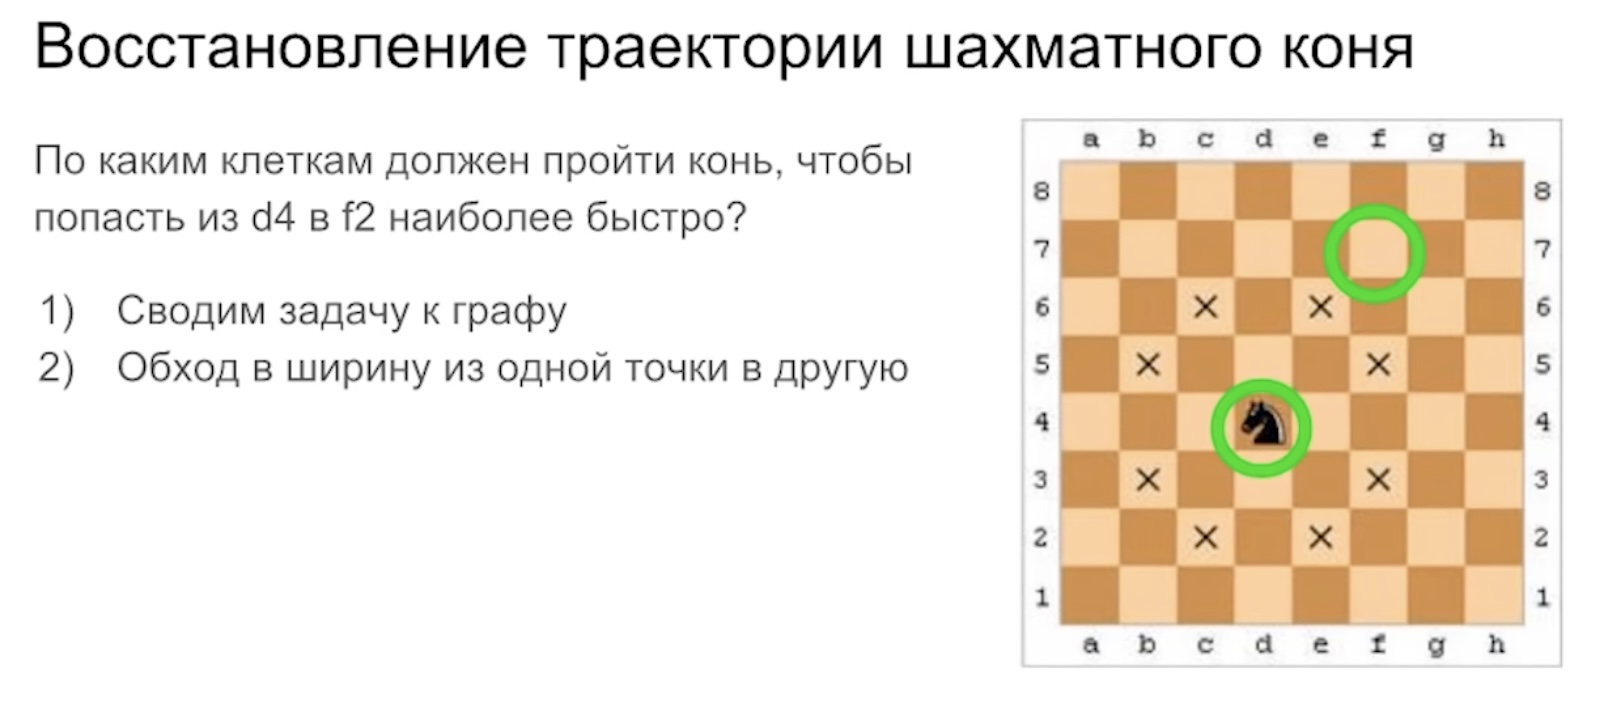 Восстановление траектории шахматного коня
По каким клеткам должен пройти конь, чтобы
попасть из d4 в f2 наиболее быстро?
1) Сводим задачу к графу
2) Обход в ширину из одной точки в другую
a b c d e f g h
8 8
7 7
6 6
5 5
4 4
3 3
2 2
1 1
a b c d e f g h